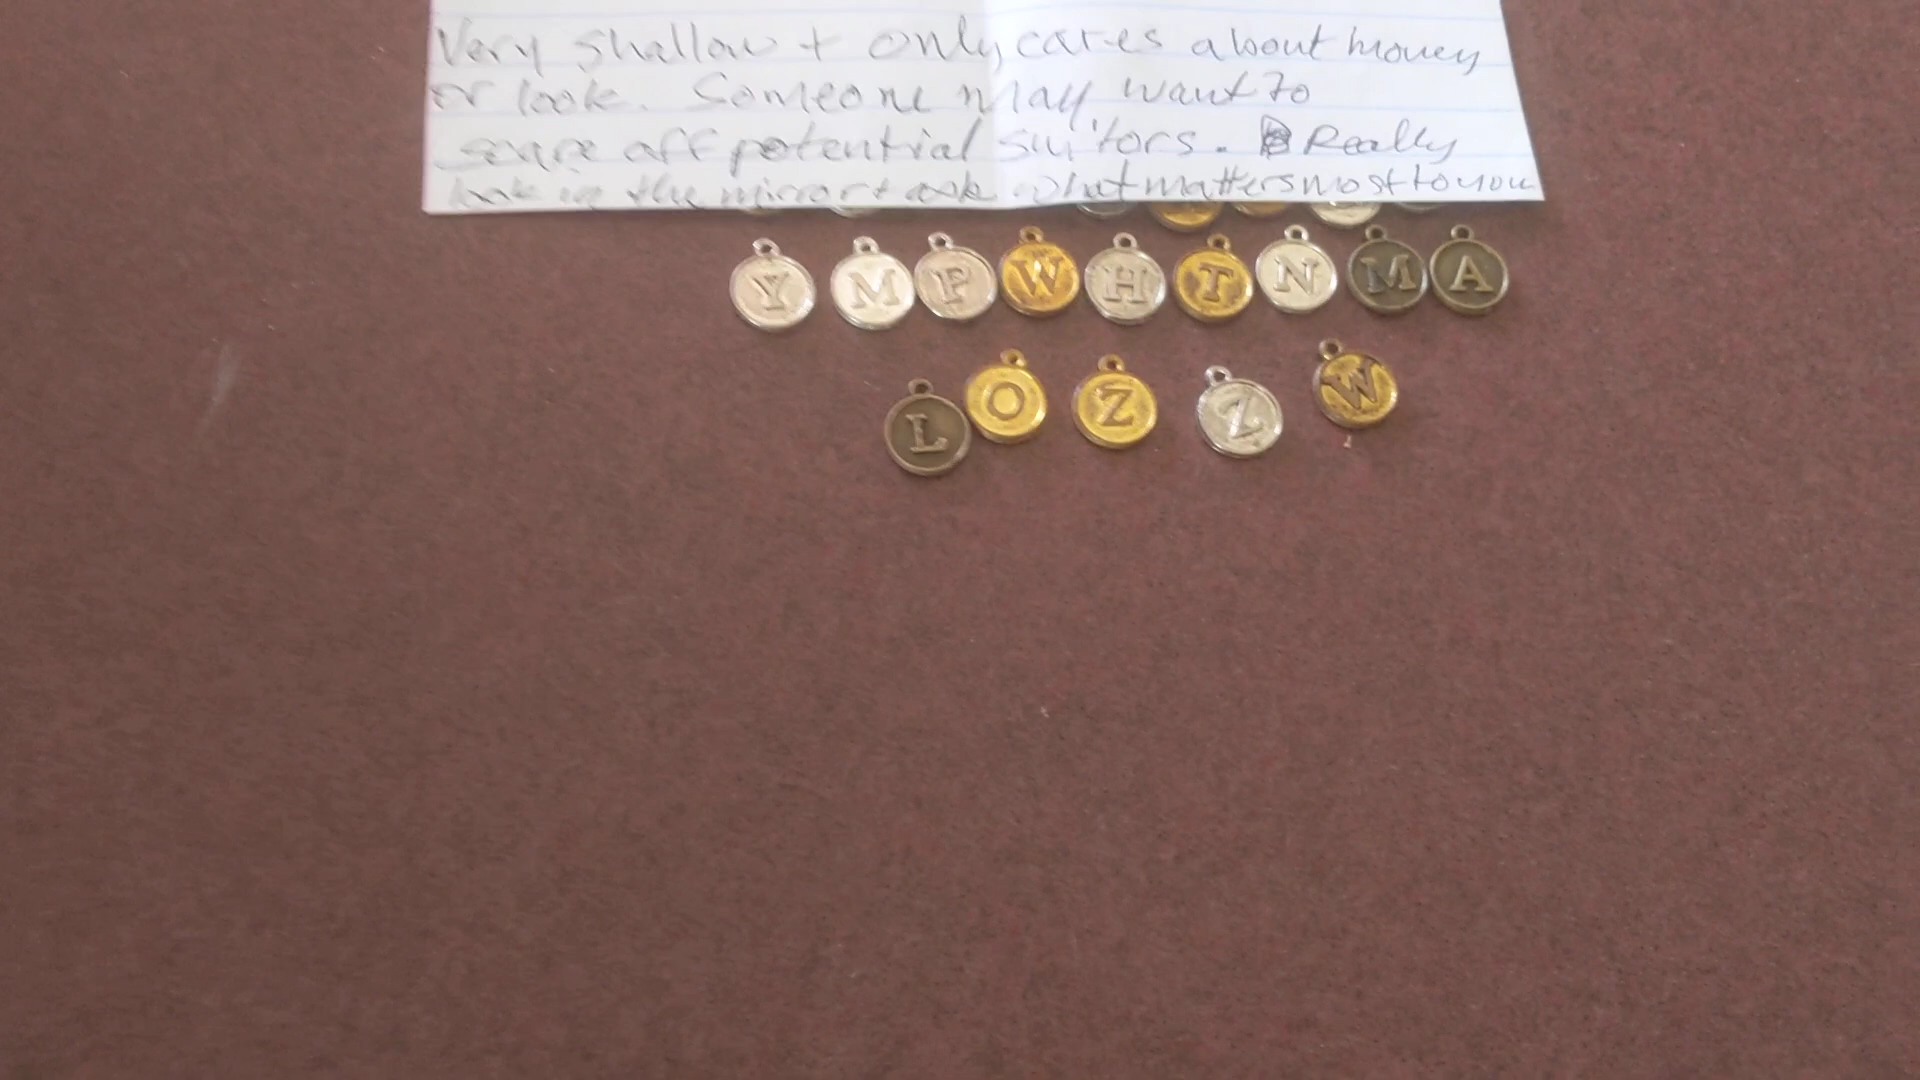 Very shallow + only cares about money
or look. Someone may want to
scare off potential suitors. Really
look in the mirror + ask what matters most to you
Y M P W H T N M A
L O Z Z W